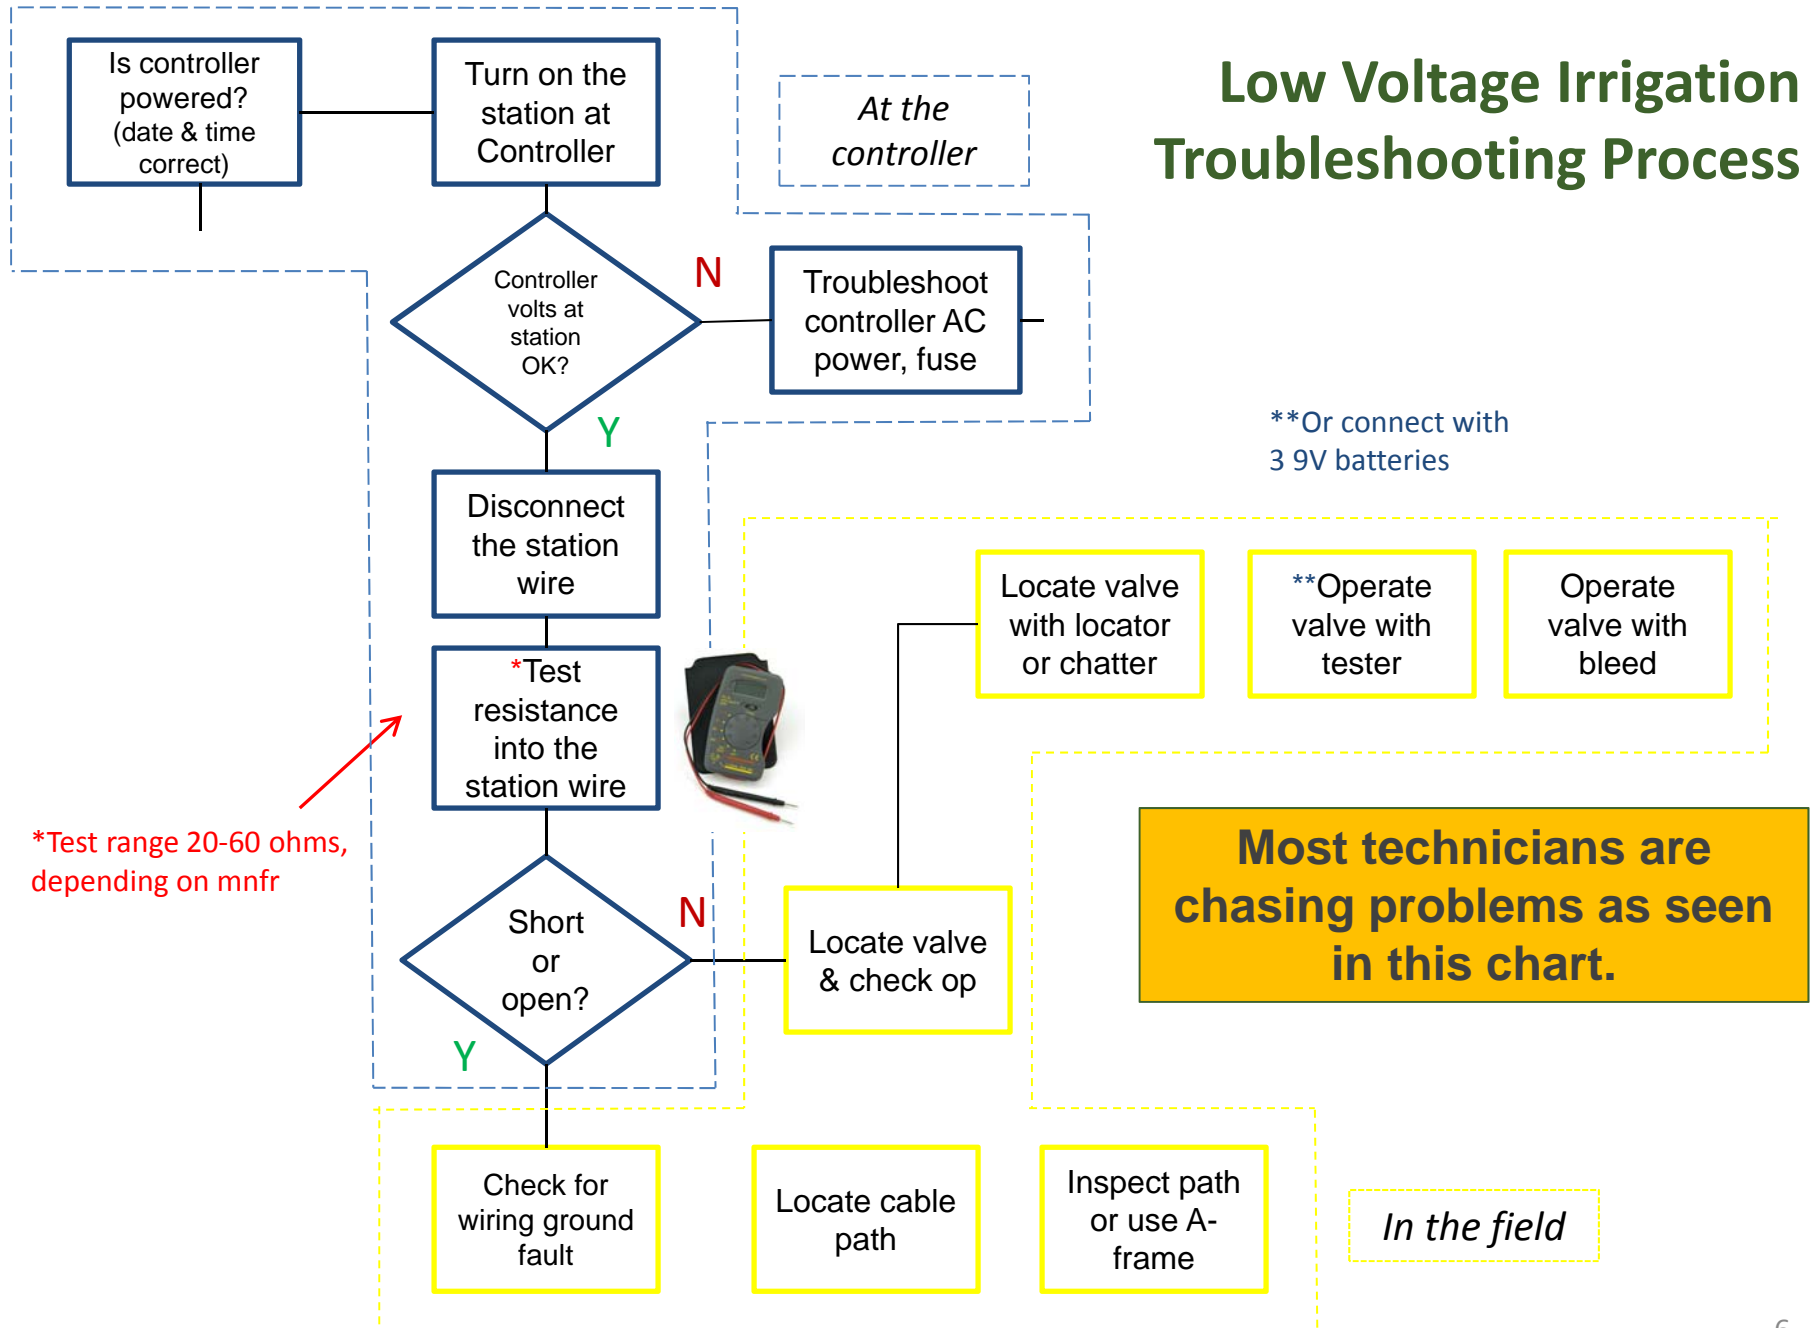 Low Voltage Irrigation
Troubleshooting Process
Is controller
powered?
(date & time
correct)
Turn on the
station at
Controller
At the
controller
Controller
volts at
station
OK?
N
Troubleshoot
controller AC
power, fuse
Y
**Or connect with
3 9V batteries
Disconnect
the station
wire
Locate valve
with locator
or chatter
**Operate
valve with
tester
Operate
valve with
bleed
*Test
resistance
into the
station wire
*Test range 20-60 ohms,
depending on mnfr
Most technicians are
chasing problems as seen
in this chart.
Short
or
open?
N
Locate valve
& check op
Y
Check for
wiring ground
fault
Locate cable
path
Inspect path
or use A-
frame
In the field